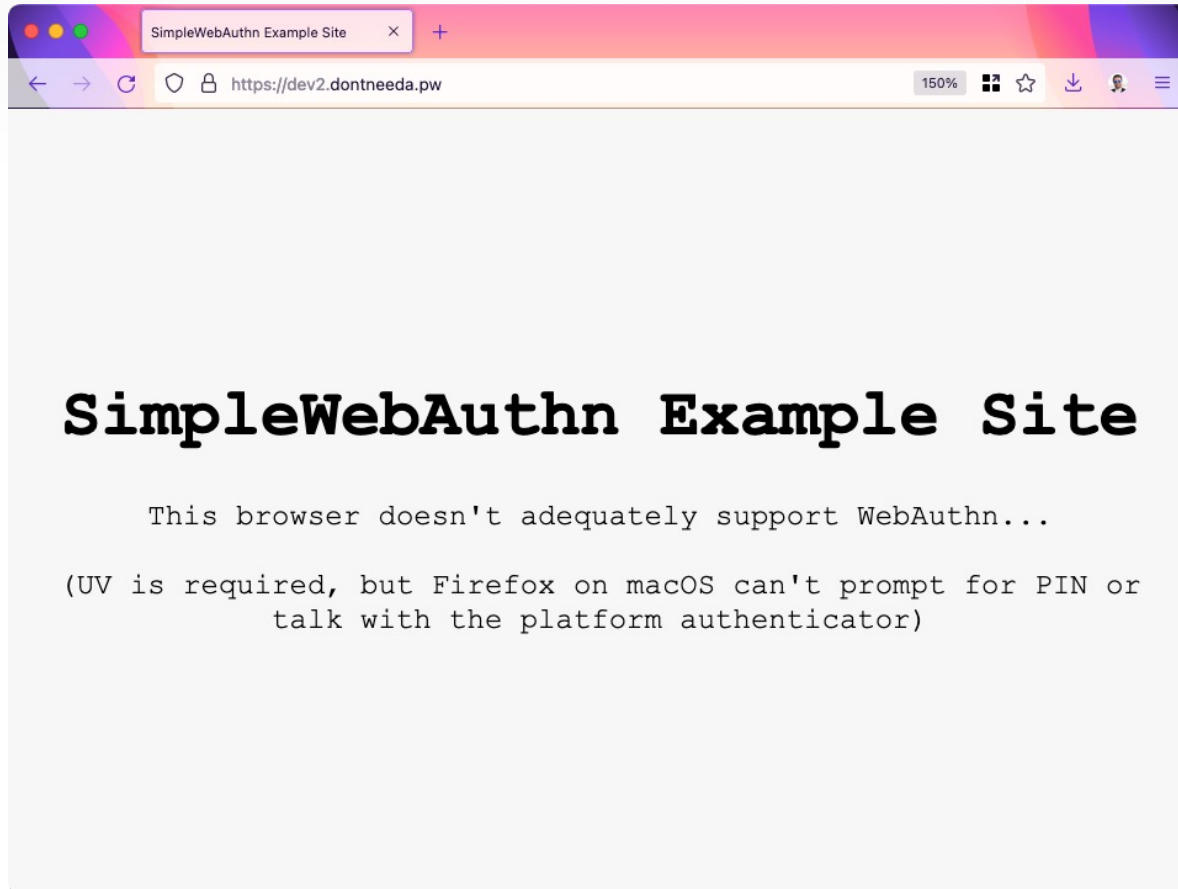 SimpleWebAuthn Example Site
https://dev2.dontneeda.pw
150%
SimpleWebAuthn Example Site
This browser doesn't adequately support WebAuthn...
(UV is required, but Firefox on macOS can't prompt for PIN or
talk with the platform authenticator)